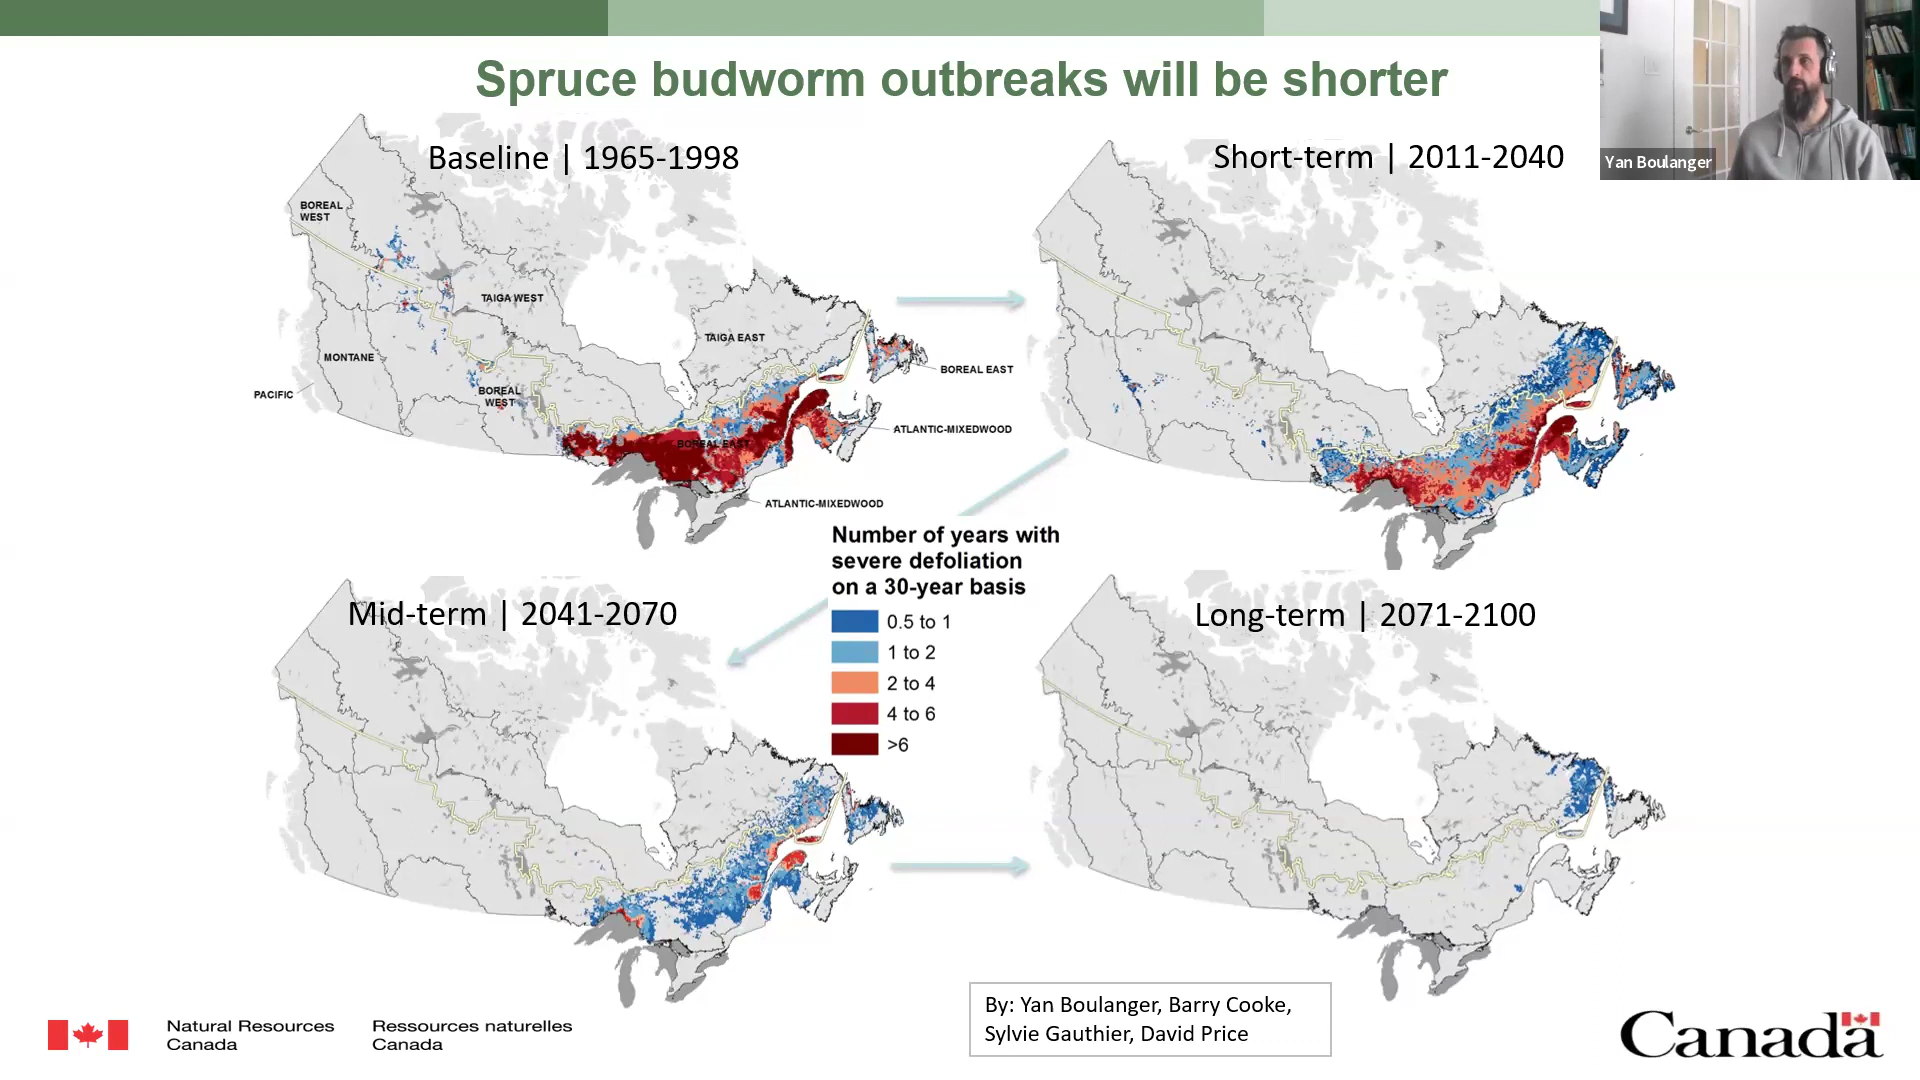 Spruce budworm outbreaks will be shorter
Yan Boulanger
Baseline | 1965-1998
BOREAL
WEST
TAIGA WEST
TAIGA EAST
MONTANE
PACIFIC
BOREAL
WEST
BOREAL EAST
BOREAL EAST
ATLANTIC-MIXEDWOOD
ATLANTIC-MIXEDWOOD
Short-term | 2011-2040
Number of years with
severe defoliation
on a 30-year basis
0.5 to 1
1 to 2
2 to 4
4 to 6
>6
Mid-term | 2041-2070
Long-term | 2071-2100
By: Yan Boulanger, Barry Cooke,
Sylvie Gauthier, David Price
Natural Resources
Canada
Ressources naturelles
Canada
Canada